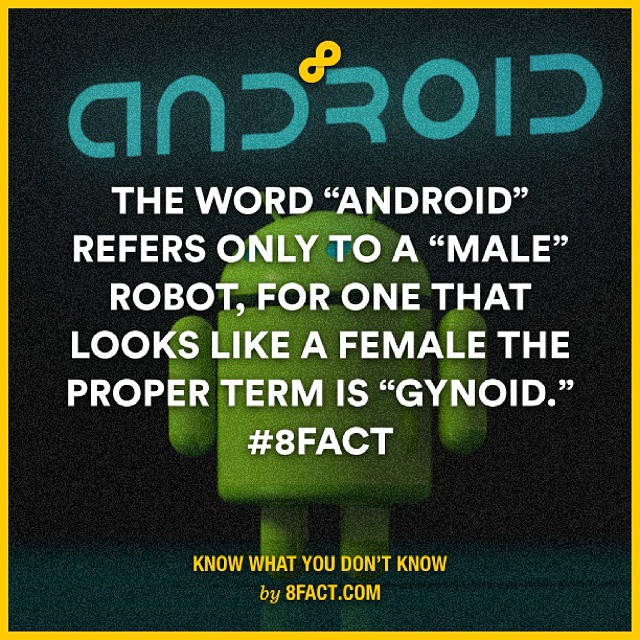 ANDROID
THE WORD “ANDROID”
REFERS ONLY TO A “MALE”
ROBOT, FOR ONE THAT
LOOKS LIKE A FEMALE THE
PROPER TERM IS “GYNOID.”
#8FACT
KNOW WHAT YOU DON’T KNOW
by 8FACT.COM